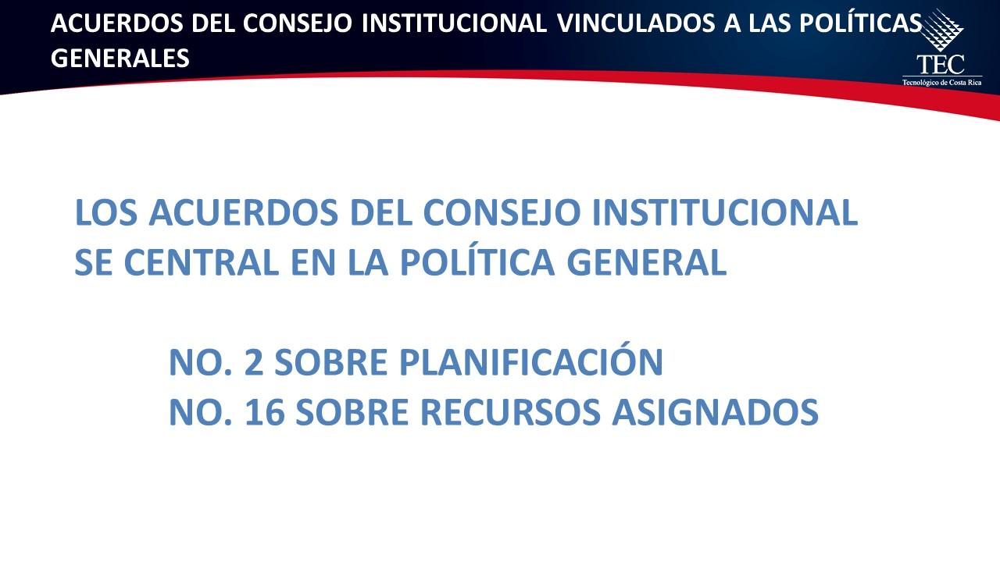 ACUERDOS DEL CONSEJO INSTITUCIONAL VINCULADOS A LAS POLÍTICAS
GENERALES
TEC
Tecnológico de Costa Rica
LOS ACUERDOS DEL CONSEJO INSTITUCIONAL
SE CENTRAL EN LA POLÍTICA GENERAL
NO. 2 SOBRE PLANIFICACIÓN
NO. 16 SOBRE RECURSOS ASIGNADOS